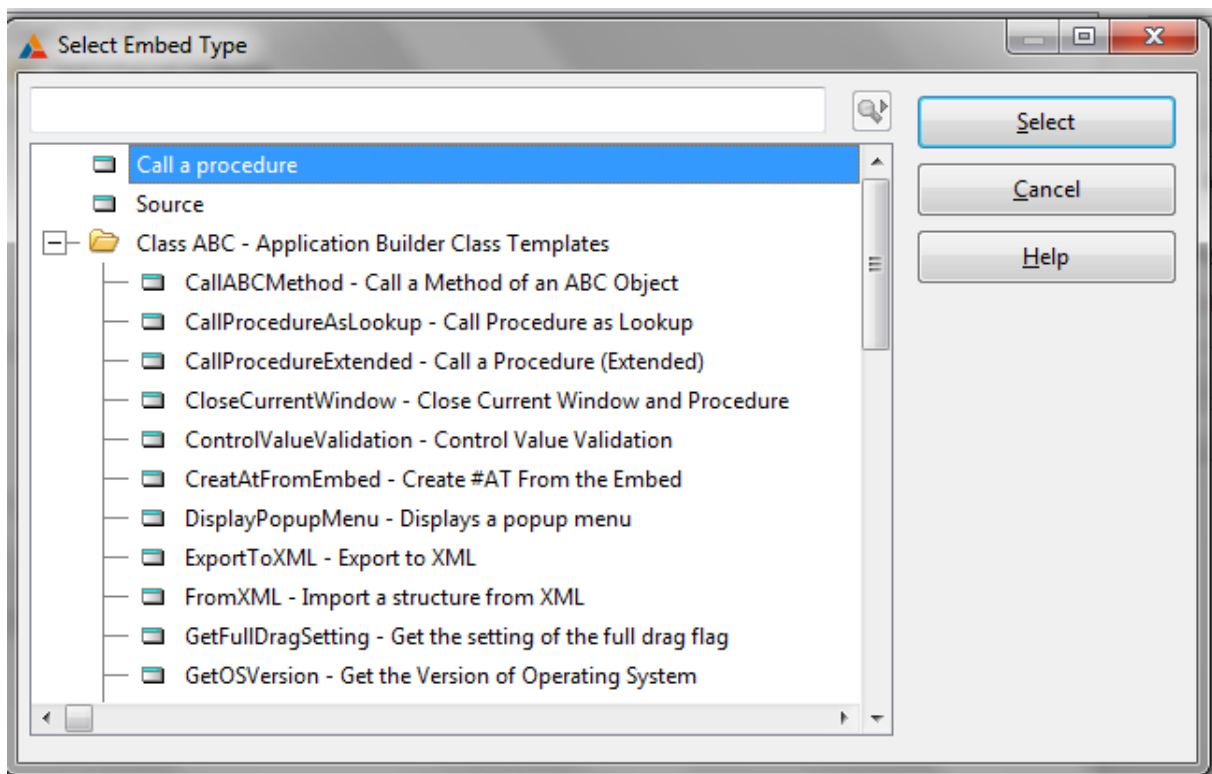 Select Embed Type
Select
Call a procedure
Source
Cancel
Class ABC - Application Builder Class Templates
Help
CallABCMethod - Call a Method of an ABC Object
CallProcedureAsLookup - Call Procedure as Lookup
CallProcedureExtended - Call a Procedure (Extended)
CloseCurrentWindow - Close Current Window and Procedure
ControlValueValidation - Control Value Validation
CreatAtFromEmbed - Create #AT From the Embed
DisplayPopupMenu - Displays a popup menu
ExportToXML - Export to XML
FromXML - Import a structure from XML
GetFullDragSetting - Get the setting of the full drag flag
GetOSVersion - Get the Version of Operating System